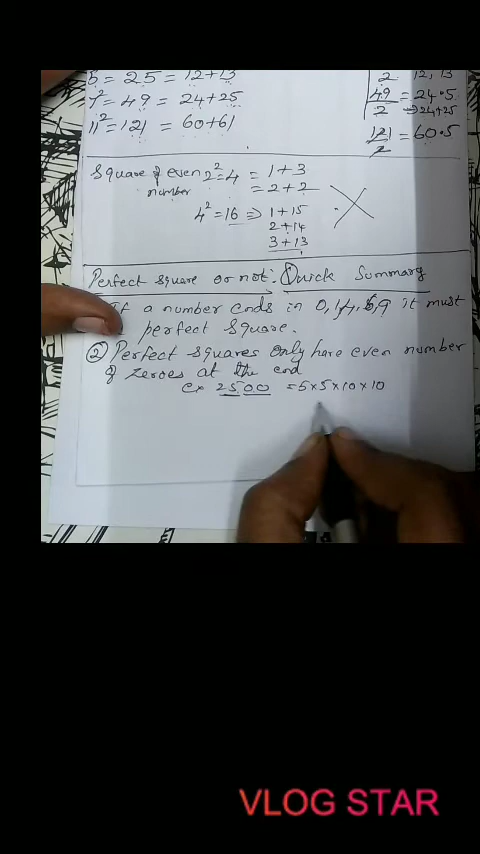 5² = 25 = 12+13
7² = 49 = 24+25
11² = 121 = 60+61
2 12, 13
49/2 = 24.5
⇒ 24+25
121/2 = 60.5
Square of even number 2² = 4 = 1+3
= 2+2
4² = 16 ⇒ 1+15
2+14
3+13
Perfect square or not: Quick Summary
If a number ends in 0,1,4,6,9 it must
perfect square.
② Perfect squares only have even number
of zeroes at the end
ex 2500 = 5×5×10×10
VLOG STAR